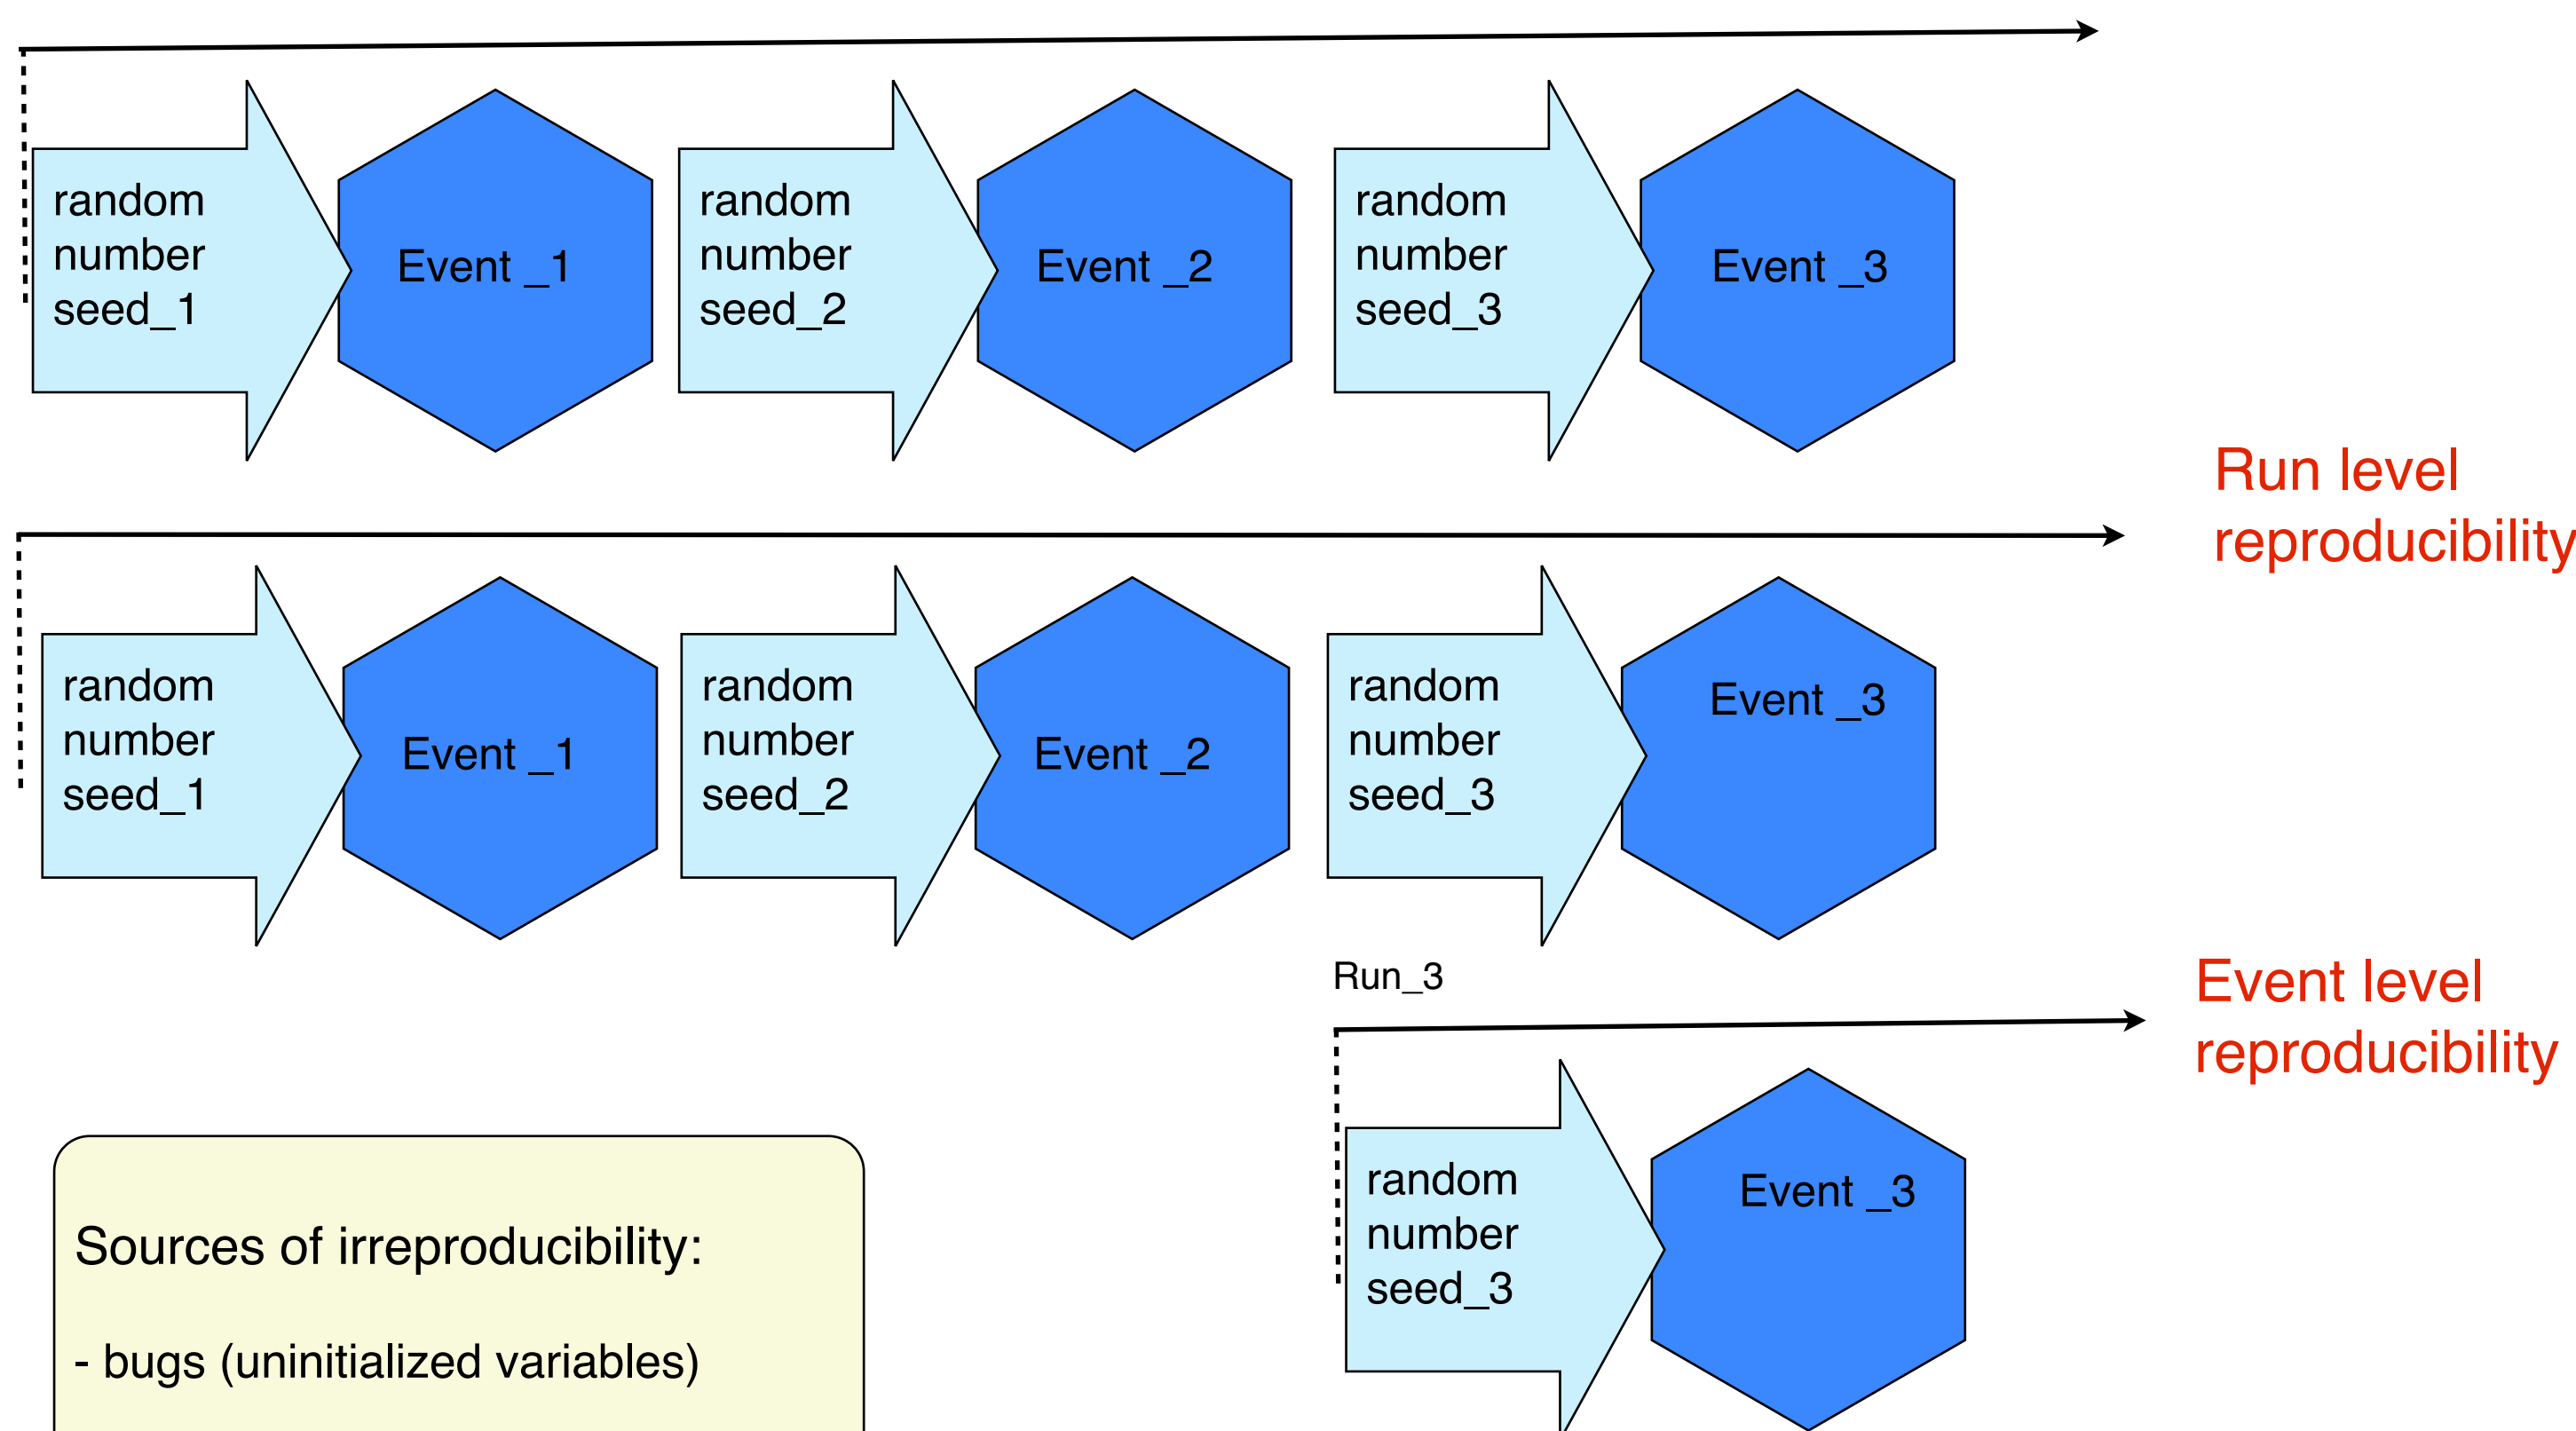 random
number
seed_1
Event _1
random
number
seed_2
Event _2
random
number
seed_3
Event _3
Run level
reproducibility
random
number
seed_1
Event _1
random
number
seed_2
Event _2
random
number
seed_3
Event _3
Run_3
Event level
reproducibility
random
number
seed_3
Event _3
Sources of irreproducibility:
- bugs (uninitialized variables)